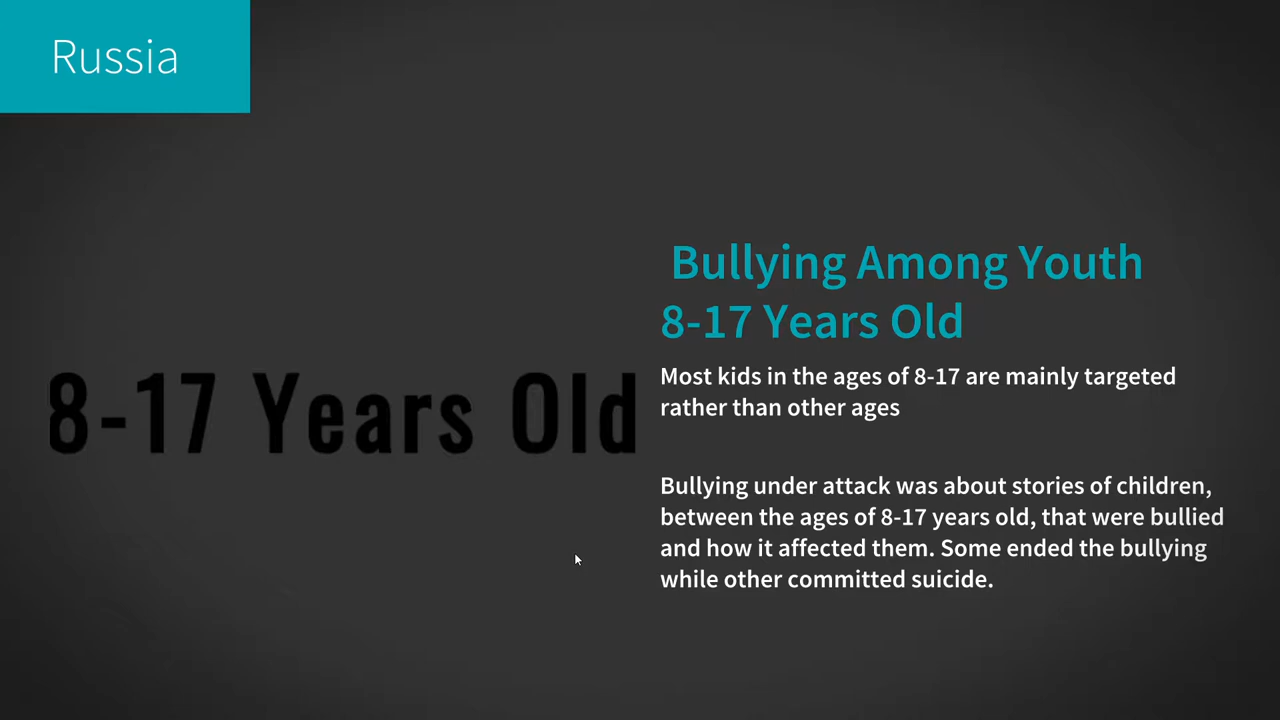 Russia
Bullying Among Youth
8-17 Years Old
Most kids in the ages of 8-17 are mainly targeted
rather than other ages
8-17 Years Old
Bullying under attack was about stories of children,
between the ages of 8-17 years old, that were bullied
and how it affected them. Some ended the bullying
while other committed suicide.